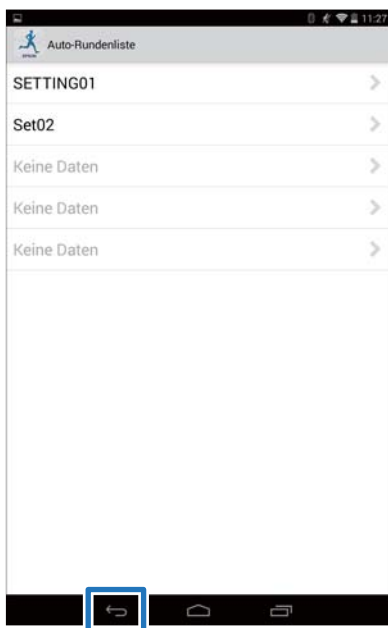 11:27
Auto-Rundenliste
SETTING01
Set02
Keine Daten
Keine Daten
Keine Daten